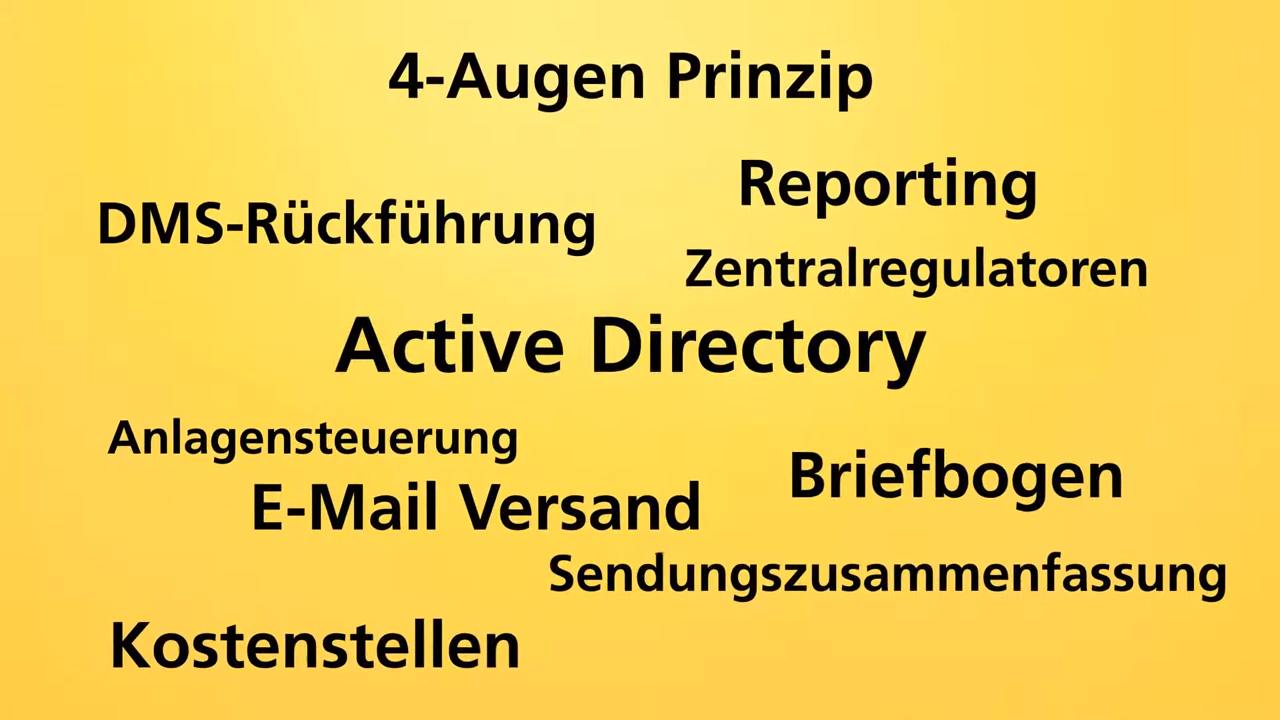 4-Augen Prinzip
Reporting
DMS-Rückführung
Zentralregulatoren
Active Directory
Anlagensteuerung
Briefbogen
E-Mail Versand
Sendungszusammenfassung
Kostenstellen